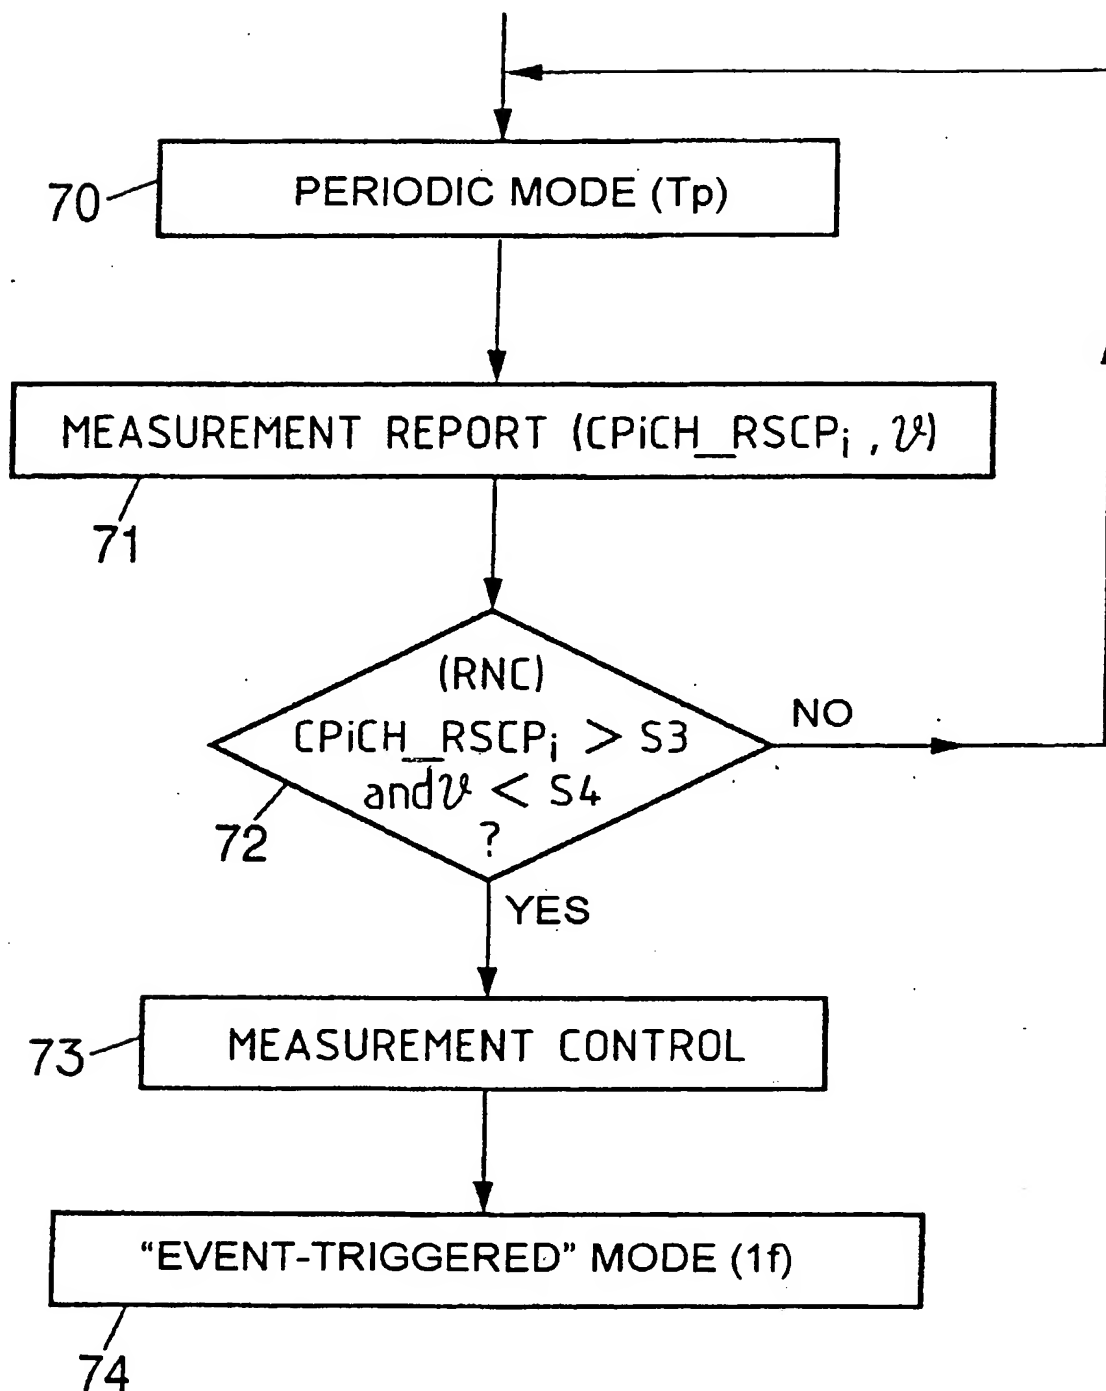 70
PERIODIC MODE (Tp)
MEASUREMENT REPORT (CPiCH_RSCPi , v)
71
(RNC)
CPiCH_RSCPi > S3
and v < S4
?
72
NO
YES
73
MEASUREMENT CONTROL
“EVENT-TRIGGERED” MODE (1f)
74